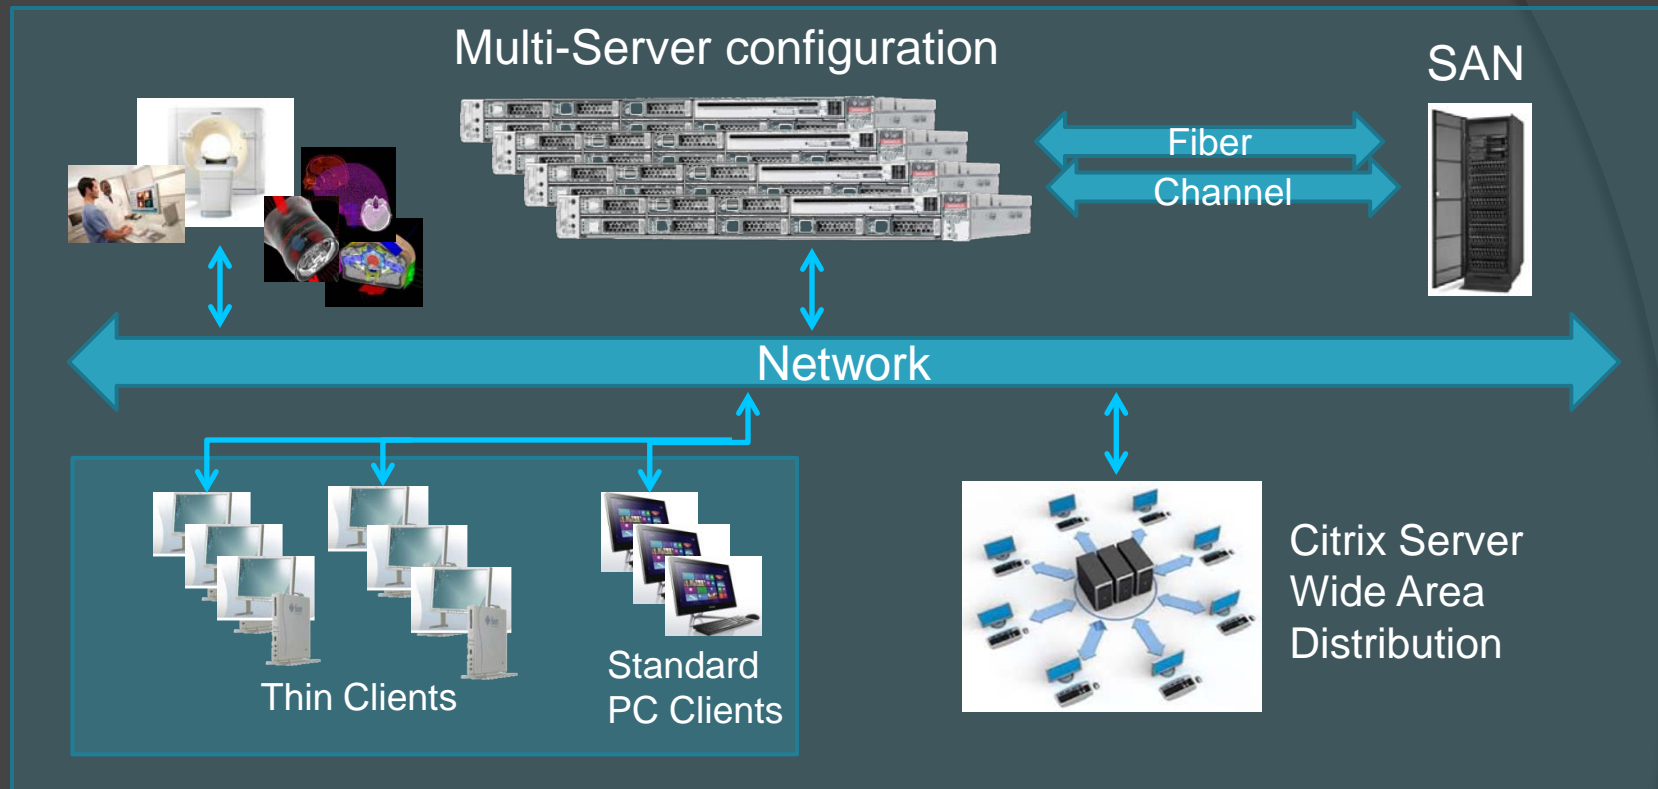 Multi-Server configuration
SAN
Fiber
Channel
Network
Thin Clients
Standard
PC Clients
Citrix Server
Wide Area
Distribution